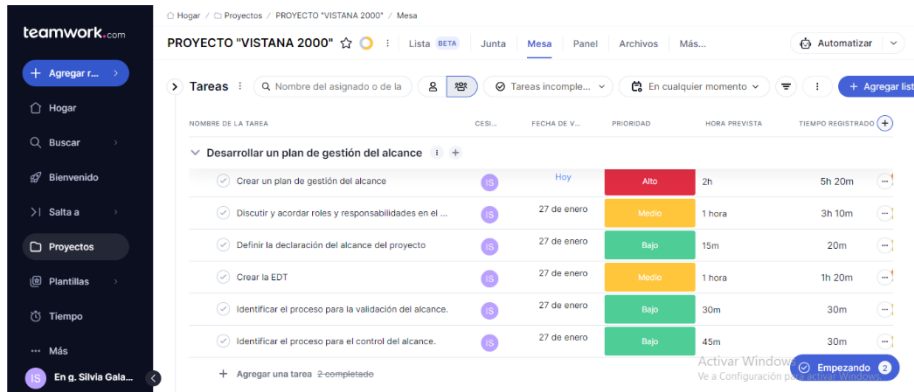 teamwork.com
Hogar / Proyectos / PROYECTO "VISTANA 2000" / Mesa
PROYECTO "VISTANA 2000" Lista BETA Junta Mesa Panel Archivos Más... Automatizar
+ Agregar r...
Hogar
Buscar
Bienvenido
Salta a
Proyectos
Plantillas
Tiempo
Más
IS En g. Silvia Gala...
Tareas Nombre del asignado o de la Tareas incomple... En cualquier momento + Agregar list
NOMBRE DE LA TAREA CESI... FECHA DE V... PRIORIDAD HORA PREVISTA TIEMPO REGISTRADO
Desarrollar un plan de gestión del alcance
Crear un plan de gestión del alcance IS Hoy Alto 2h 5h 20m
Discutir y acordar roles y responsabilidades en el ... IS 27 de enero Medio 1 hora 3h 10m
Definir la declaración del alcance del proyecto IS 27 de enero Bajo 15m 20m
Crear la EDT IS 27 de enero Medio 1 hora 1h 20m
Identificar el proceso para la validación del alcance. IS 27 de enero Bajo 30m 30m
Identificar el proceso para el control del alcance. IS 27 de enero Bajo 45m 30m
+ Agregar una tarea 2 completado
Activar Windows
Ve a Configuración para activar Windows.
Empezando 2